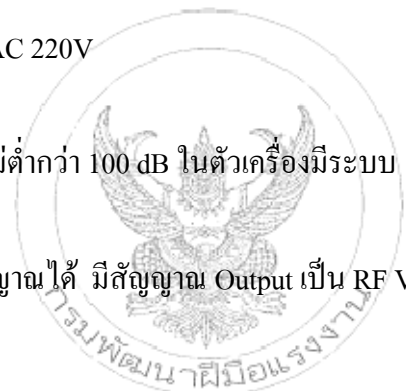 AC 220V
ม่ต่ำกว่า 100 dB ในตัวเครื่องมีระบบ
ญาณได้ มีสัญญาณ Output เป็น RF V
กรมพัฒนาฝีมือแรงงาน